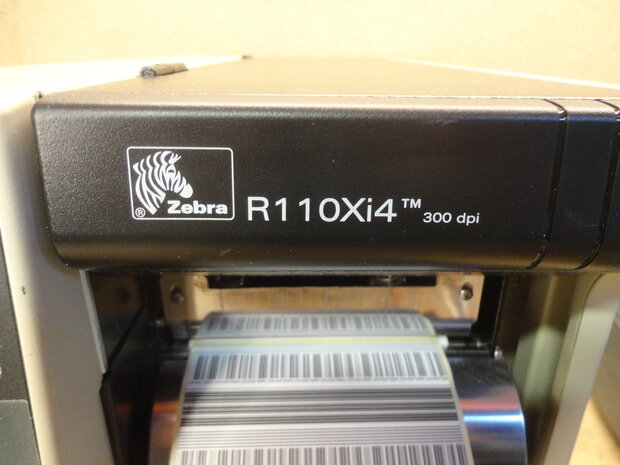 Zebra ®
R110Xi4™ 300 dpi